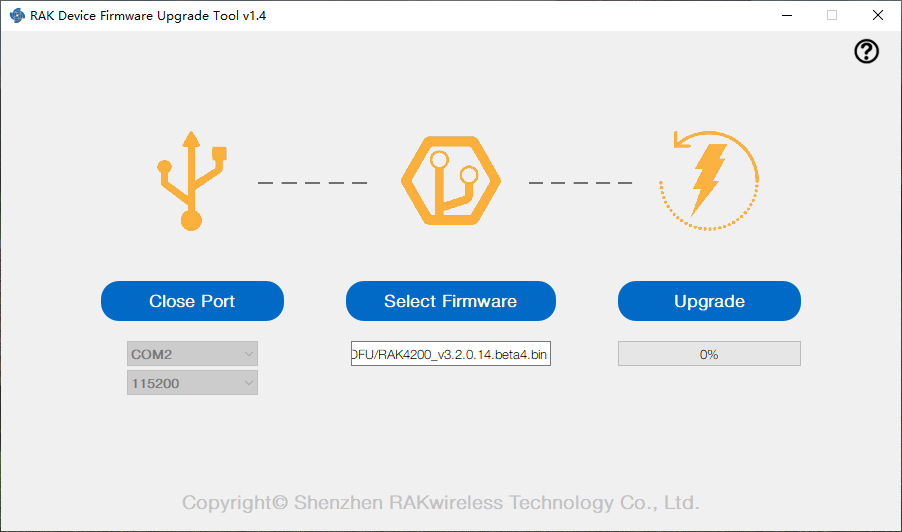 RAK Device Firmware Upgrade Tool v1.4
?
Close Port
Select Firmware
Upgrade
COM2
DFU/RAK4200_v3.2.0.14.beta4.bin
0%
115200
Copyright© Shenzhen RAKwireless Technology Co., Ltd.